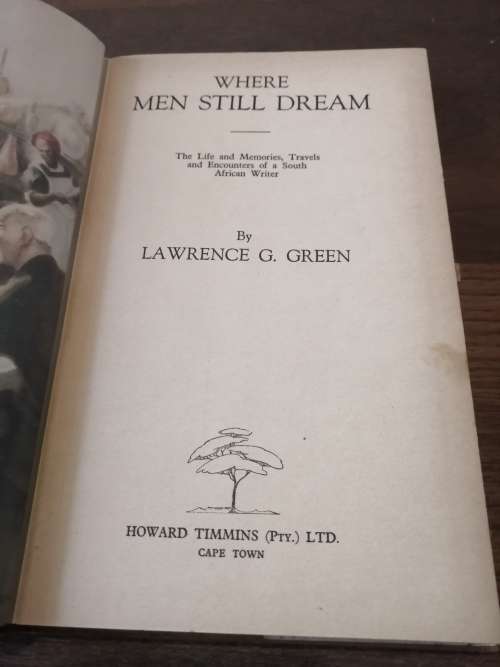 WHERE
MEN STILL DREAM
The Life and Memories, Travels
and Encounters of a South
African Writer
By
LAWRENCE G. GREEN
HOWARD TIMMINS (PTY.) LTD.
CAPE TOWN